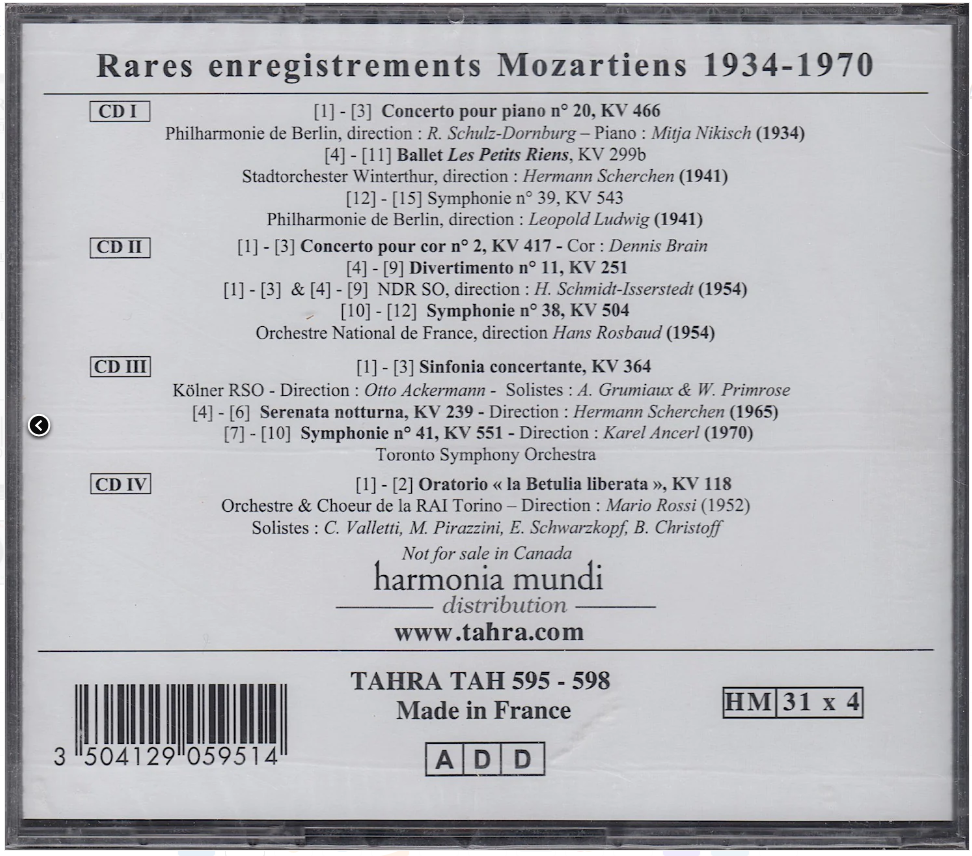 Rares enregistrements Mozartiens 1934-1970
CD I
[1] - [3] Concerto pour piano n° 20, KV 466
Philharmonie de Berlin, direction : R. Schulz-Dornburg – Piano : Mitja Nikisch (1934)
[4] - [11] Ballet Les Petits Riens, KV 299b
Stadtorchester Winterthur, direction : Hermann Scherchen (1941)
[12] - [15] Symphonie n° 39, KV 543
Philharmonie de Berlin, direction : Leopold Ludwig (1941)
CD II
[1] - [3] Concerto pour cor n° 2, KV 417 - Cor : Dennis Brain
[4] - [9] Divertimento n° 11, KV 251
[1] - [3] & [4] - [9] NDR SO, direction : H. Schmidt-Isserstedt (1954)
[10] - [12] Symphonie n° 38, KV 504
Orchestre National de France, direction Hans Rosbaud (1954)
CD III
[1] - [3] Sinfonia concertante, KV 364
Kölner RSO - Direction : Otto Ackermann - Solistes : A. Grumiaux & W. Primrose
[4] - [6] Serenata notturna, KV 239 - Direction : Hermann Scherchen (1965)
[7] - [10] Symphonie n° 41, KV 551 - Direction : Karel Ancerl (1970)
Toronto Symphony Orchestra
CD IV
[1] - [2] Oratorio « la Betulia liberata », KV 118
Orchestre & Choeur de la RAI Torino – Direction : Mario Rossi (1952)
Solistes : C. Valletti, M. Pirazzini, E. Schwarzkopf, B. Christoff
Not for sale in Canada
harmonia mundi
distribution
www.tahra.com
TAHRA TAH 595 - 598
Made in France
HM 31 x 4
3 504129 059514
A D D